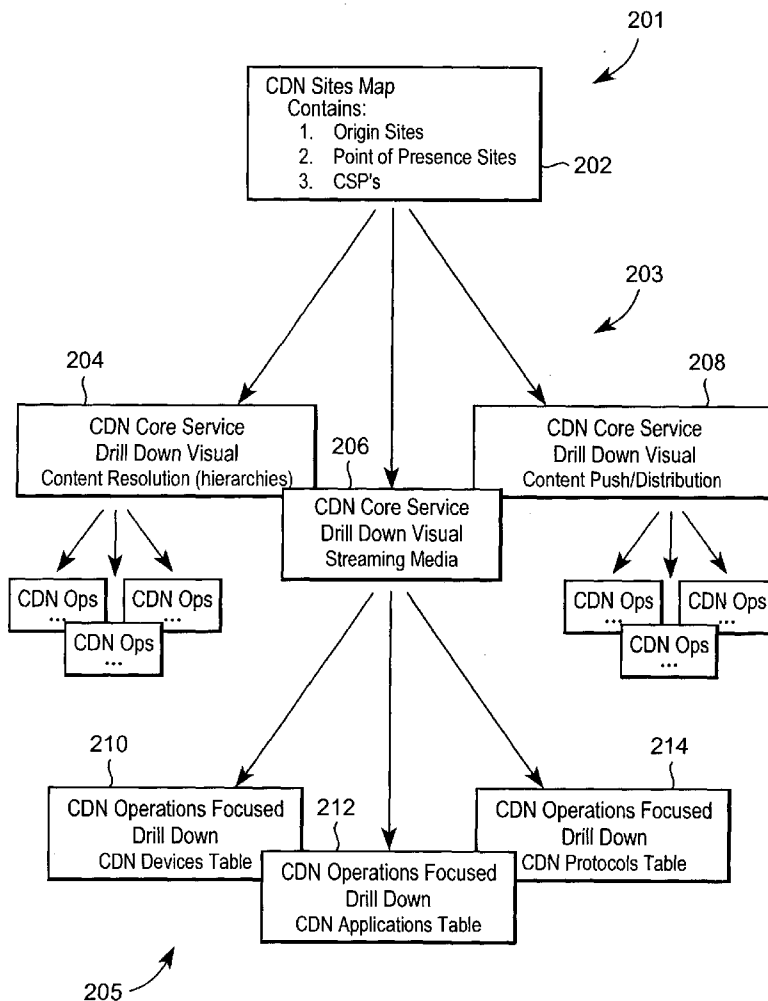 201
CDN Sites Map
Contains:
1. Origin Sites
2. Point of Presence Sites
3. CSP's
202
203
204
208
CDN Core Service
Drill Down Visual
Content Resolution (hierarchies)
206
CDN Core Service
Drill Down Visual
Streaming Media
CDN Core Service
Drill Down Visual
Content Push/Distribution
CDN Ops
...
CDN Ops
...
CDN Ops
...
CDN Ops
...
CDN Ops
...
CDN Ops
...
210
214
CDN Operations Focused
Drill Down
CDN Devices Table
212
CDN Operations Focused
Drill Down
CDN Applications Table
CDN Operations Focused
Drill Down
CDN Protocols Table
205